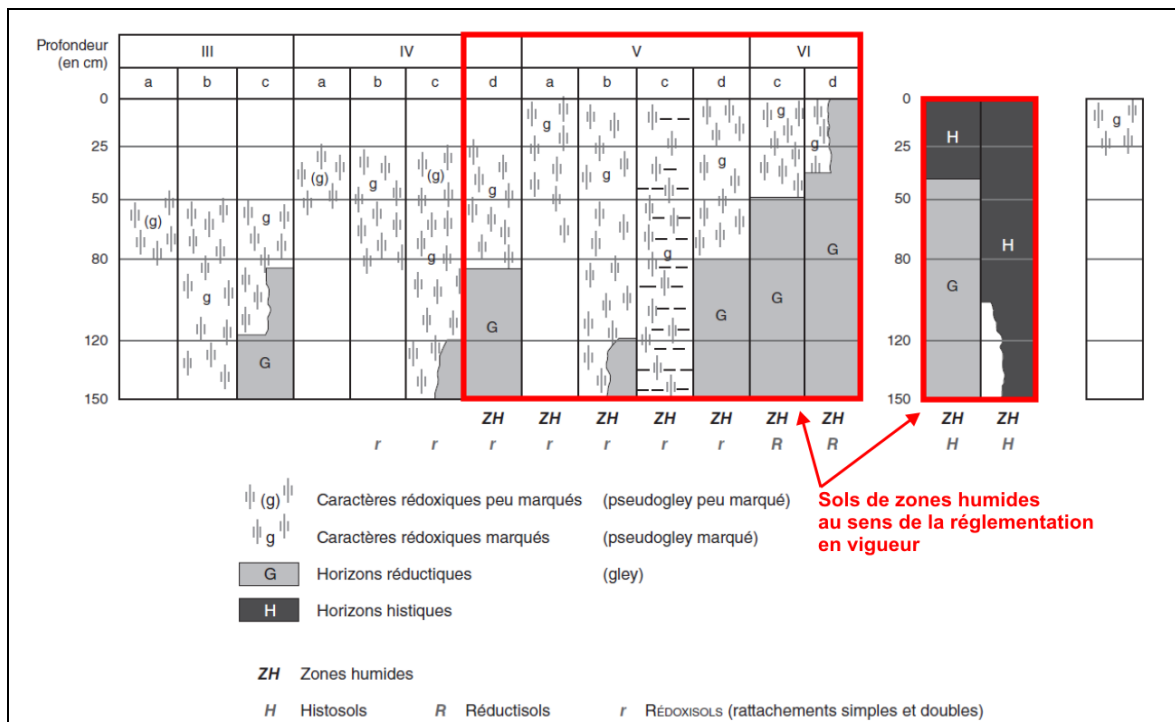 Profondeur
(en cm)
III IV V VI
a b c a b c d a b c d c d
0 0
25 25
50 50
80 80
120 120
150 150
g g g g g
H
(g) (g) g (g) g g g g
(g) g g
g g G H
g G G G
G
ZH ZH ZH ZH ZH ZH ZH ZH ZH
r r r r r r r R R H H
(g) Caractères rédoxiques peu marqués (pseudogley peu marqué)
g Caractères rédoxiques marqués (pseudogley marqué)
G Horizons réductiques (gley)
H Horizons histiques
Sols de zones humides
au sens de la réglementation
en vigueur
ZH Zones humides
H Histosols R Réductisols r RÉDOXISOLS (rattachements simples et doubles)